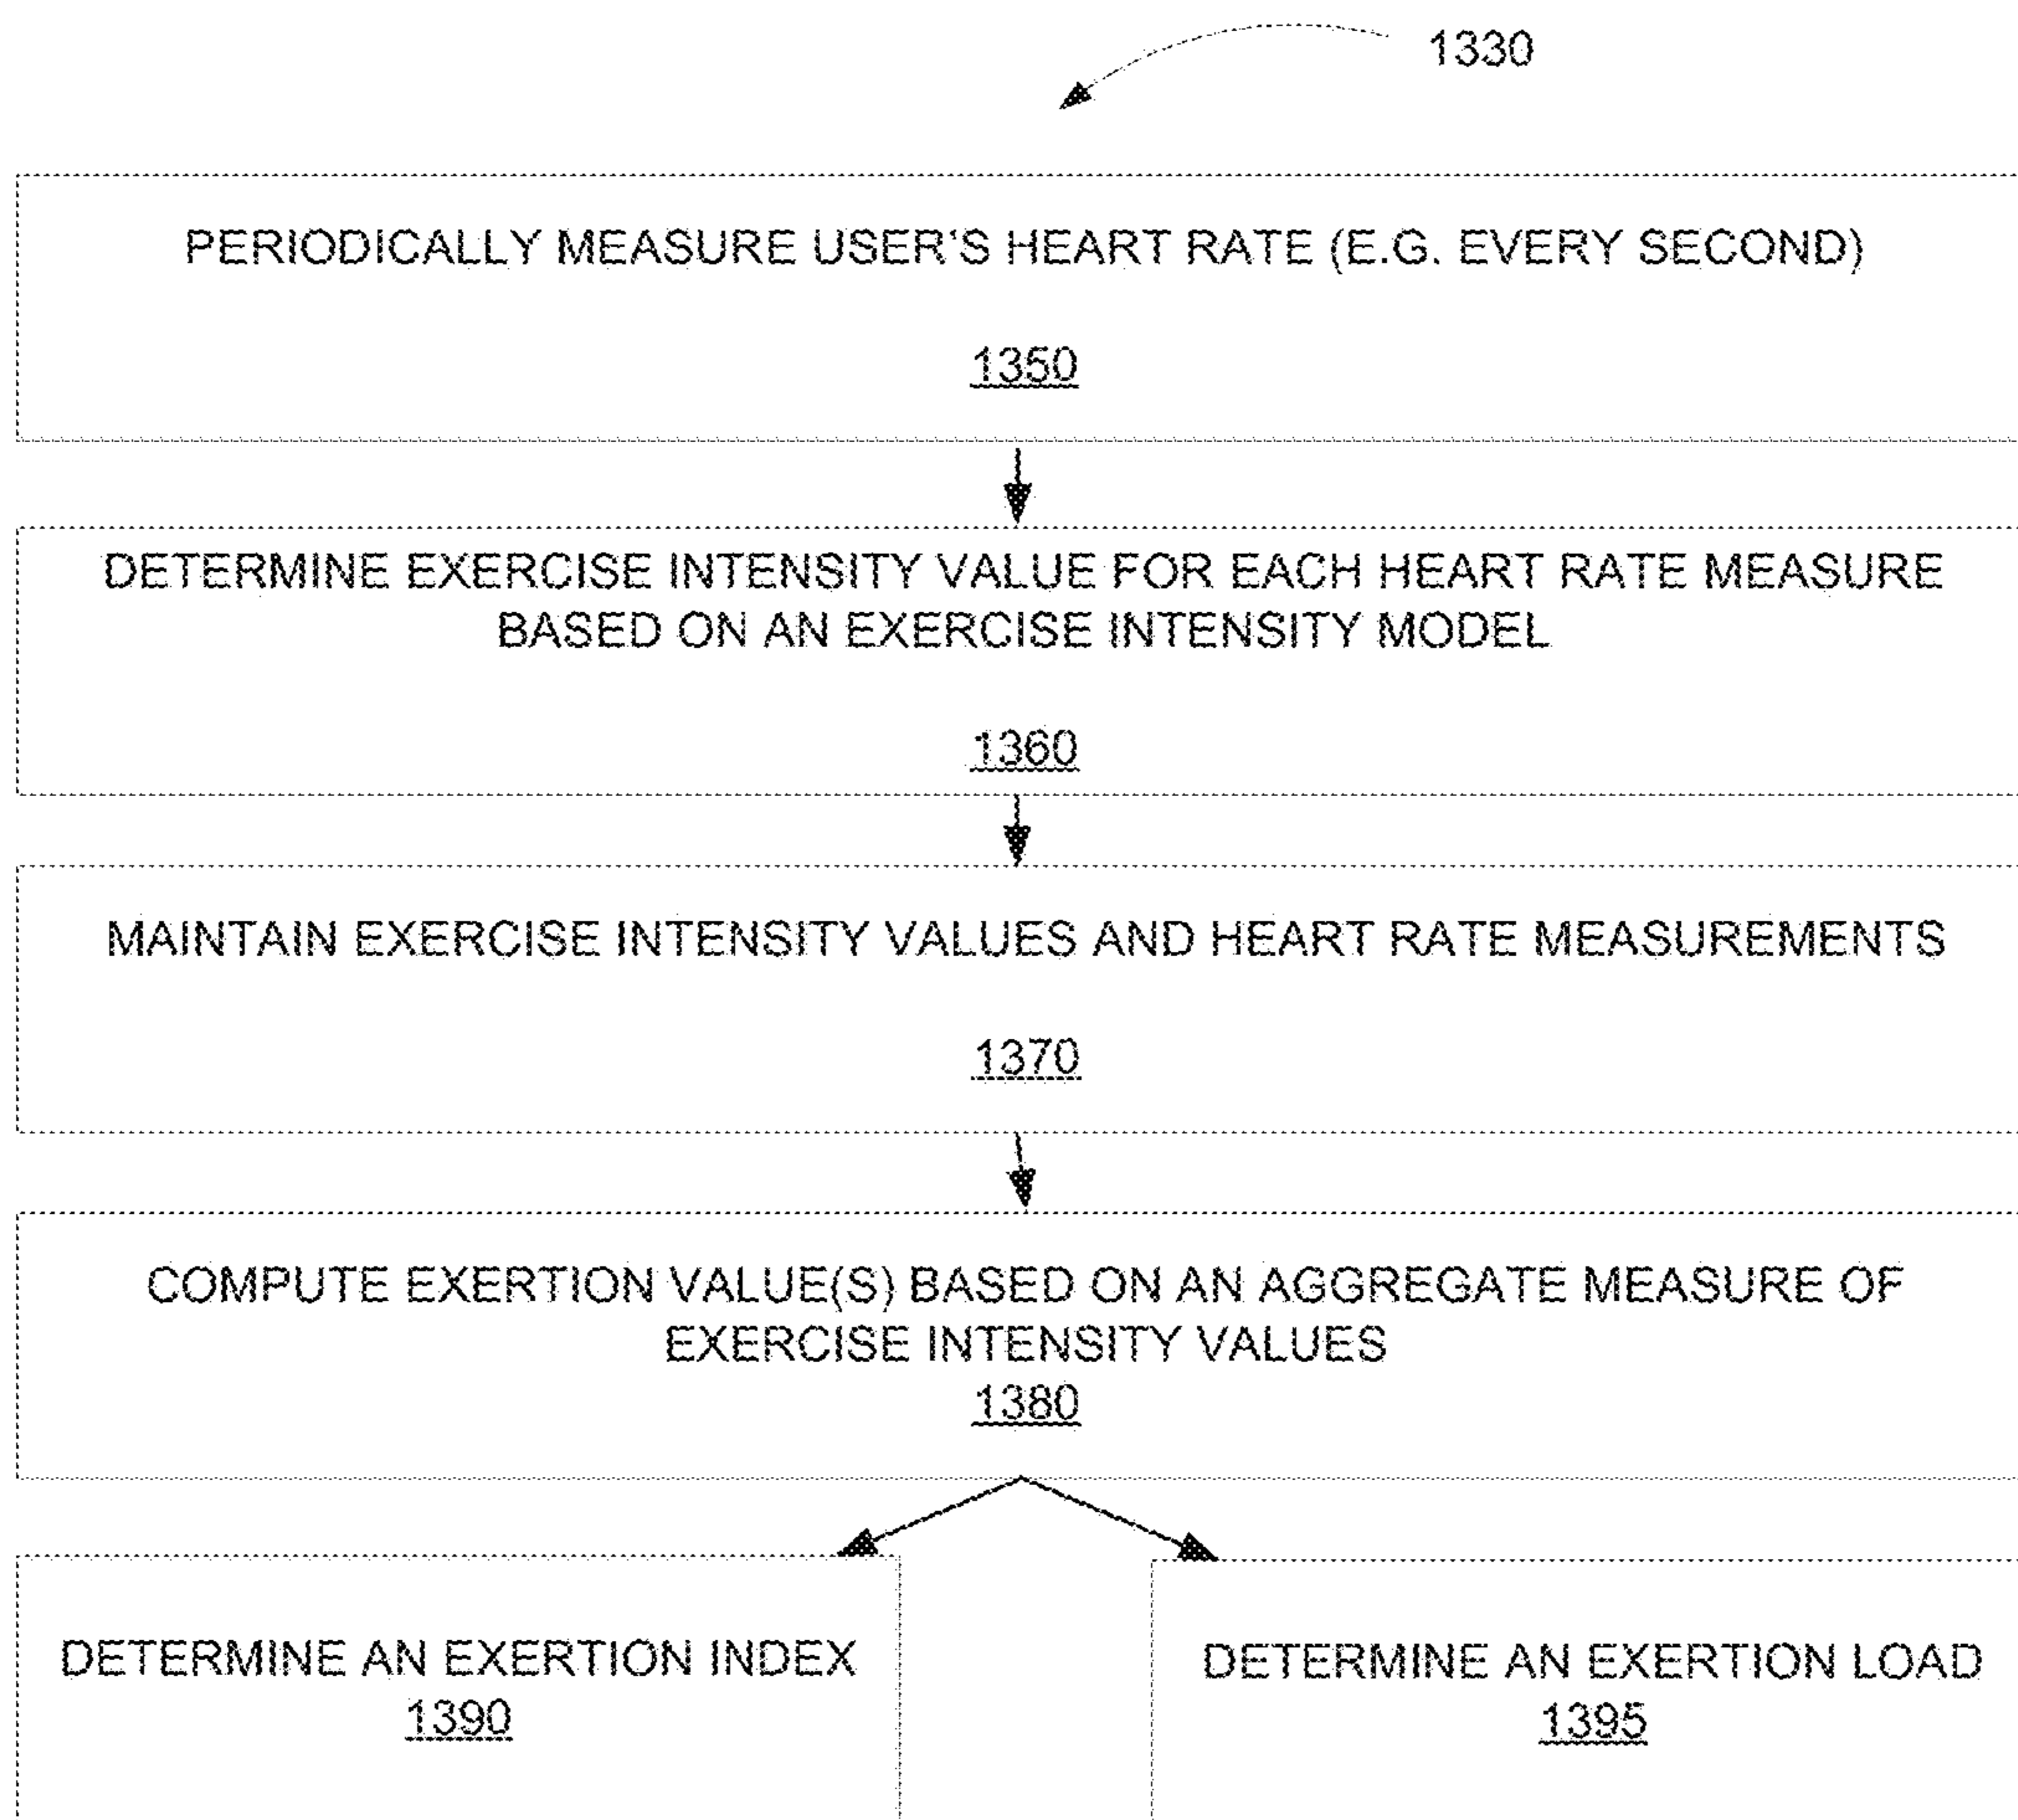 1330
PERIODICALLY MEASURE USER'S HEART RATE (E.G. EVERY SECOND)
1350
DETERMINE EXERCISE INTENSITY VALUE FOR EACH HEART RATE MEASURE
BASED ON AN EXERCISE INTENSITY MODEL
1360
MAINTAIN EXERCISE INTENSITY VALUES AND HEART RATE MEASUREMENTS
1370
COMPUTE EXERTION VALUE(S) BASED ON AN AGGREGATE MEASURE OF
EXERCISE INTENSITY VALUES
1380
DETERMINE AN EXERTION INDEX
1390
DETERMINE AN EXERTION LOAD
1395